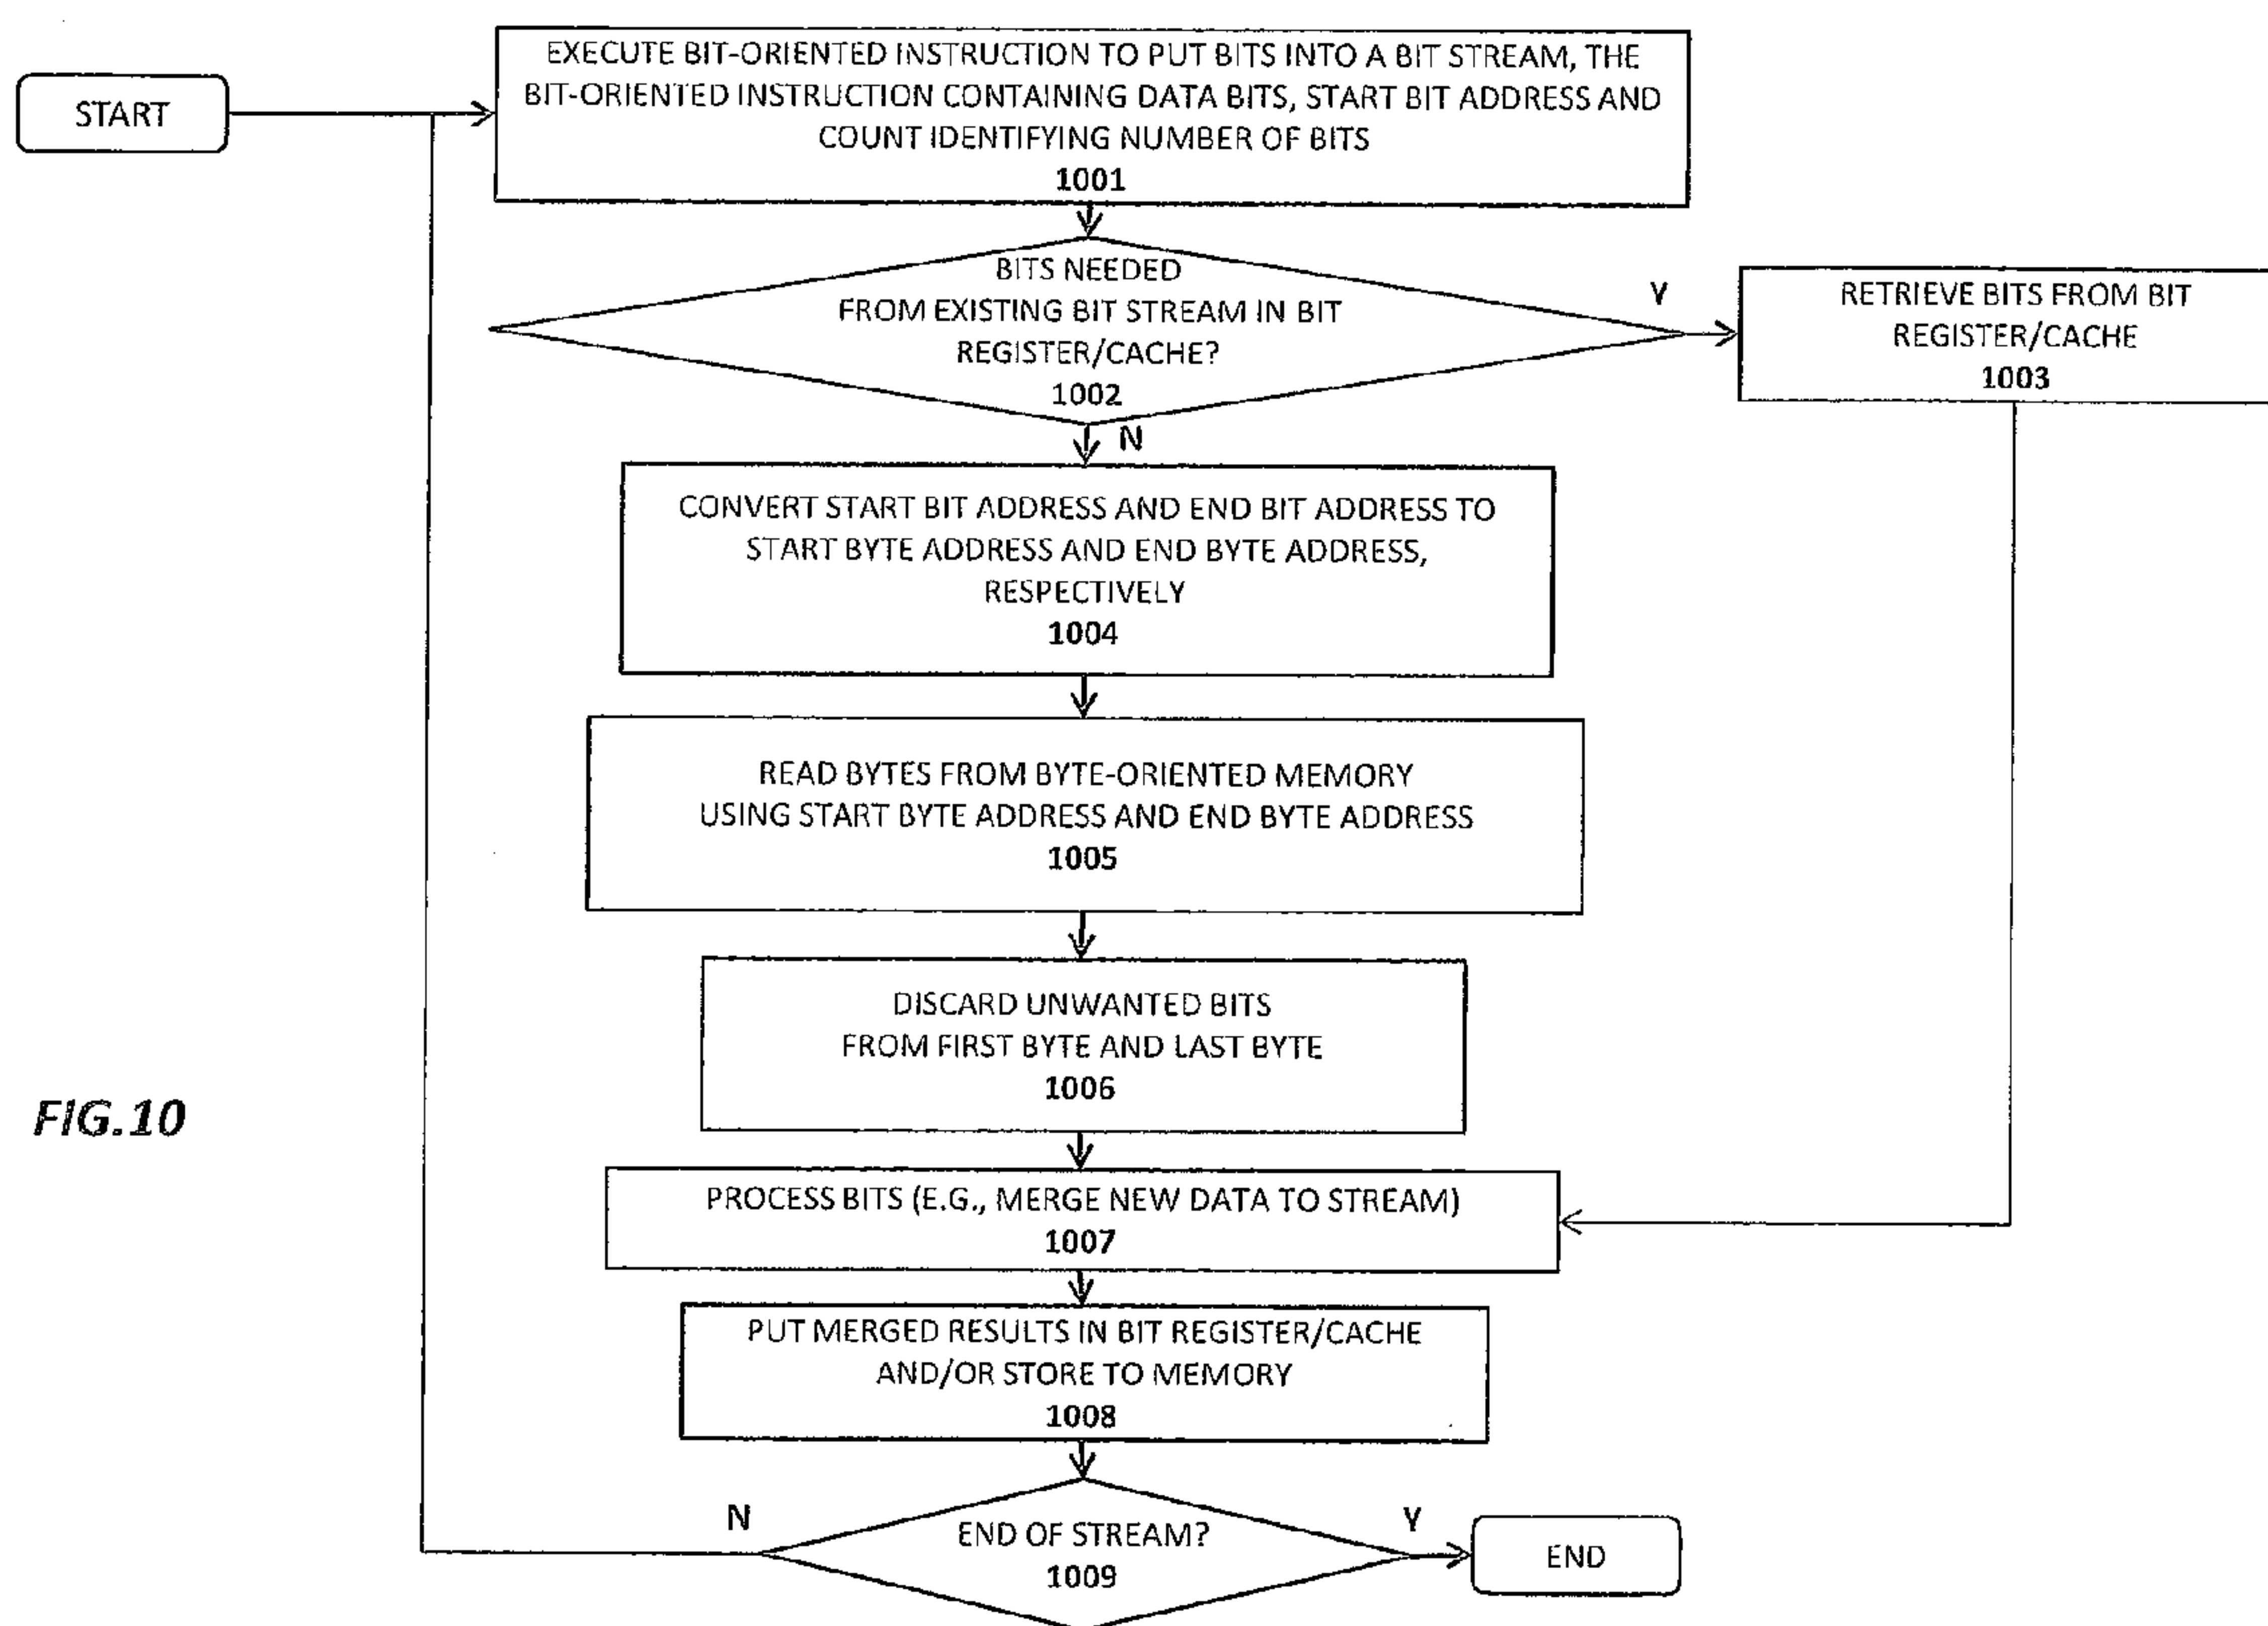 START
EXECUTE BIT-ORIENTED INSTRUCTION TO PUT BITS INTO A BIT STREAM, THE
BIT-ORIENTED INSTRUCTION CONTAINING DATA BITS, START BIT ADDRESS AND
COUNT IDENTIFYING NUMBER OF BITS
1001
BITS NEEDED
FROM EXISTING BIT STREAM IN BIT
REGISTER/CACHE?
1002
Y
RETRIEVE BITS FROM BIT
REGISTER/CACHE
1003
N
CONVERT START BIT ADDRESS AND END BIT ADDRESS TO
START BYTE ADDRESS AND END BYTE ADDRESS,
RESPECTIVELY
1004
READ BYTES FROM BYTE-ORIENTED MEMORY
USING START BYTE ADDRESS AND END BYTE ADDRESS
1005
DISCARD UNWANTED BITS
FROM FIRST BYTE AND LAST BYTE
1006
FIG.10
PROCESS BITS (E.G., MERGE NEW DATA TO STREAM)
1007
PUT MERGED RESULTS IN BIT REGISTER/CACHE
AND/OR STORE TO MEMORY
1008
N
END OF STREAM?
1009
Y
END